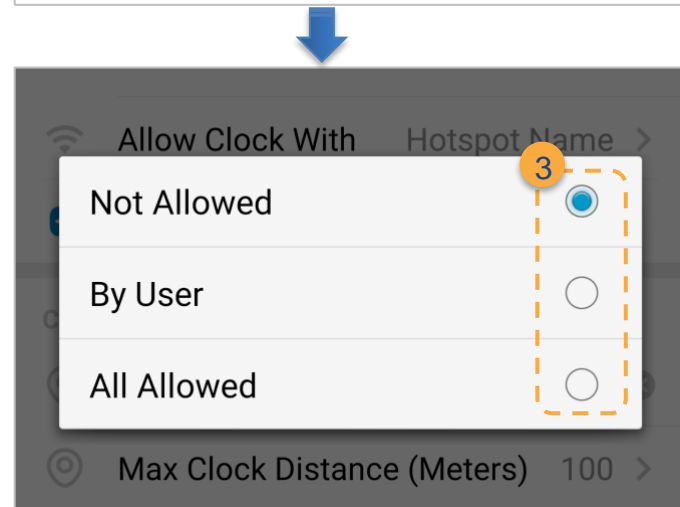 Allow Clock With Hotspot Name
3
Not Allowed
By User
All Allowed
Max Clock Distance (Meters) 100